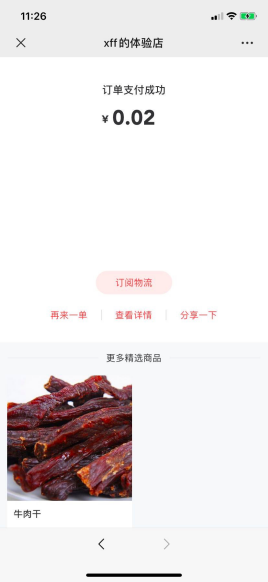 11:26
xff的体验店
订单支付成功
¥ 0.02
订阅物流
再来一单 查看详情 分享一下
更多精选商品
牛肉干